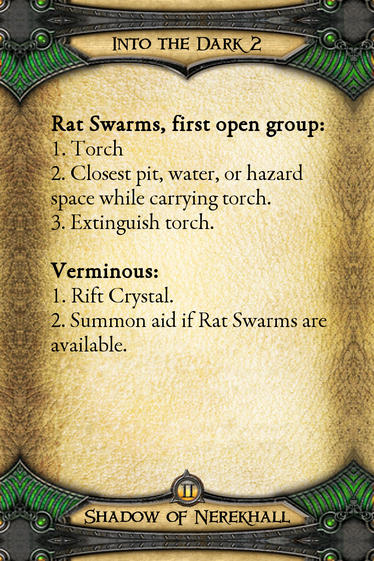 Into the Dark 2
Rat Swarms, first open group:
1. Torch
2. Closest pit, water, or hazard
space while carrying torch.
3. Extinguish torch.
Verminous:
1. Rift Crystal.
2. Summon aid if Rat Swarms are
available.
II
Shadow of Nerekhall